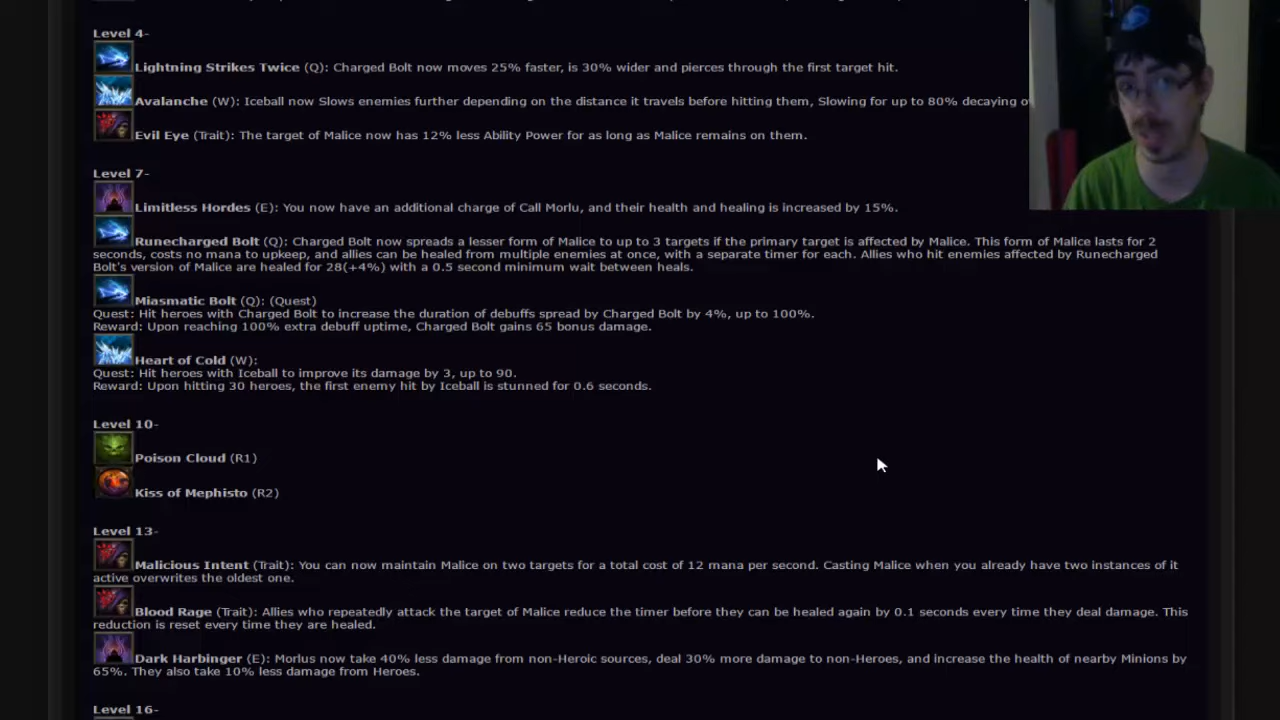 Level 4-
Lightning Strikes Twice (Q): Charged Bolt now moves 25% faster, is 30% wider and pierces through the first target hit.
Avalanche (W): Iceball now Slows enemies further depending on the distance it travels before hitting them, Slowing for up to 80% decaying
Evil Eye (Trait): The target of Malice now has 12% less Ability Power for as long as Malice remains on them.
Level 7-
Limitless Hordes (E): You now have an additional charge of Call Morlu, and their health and healing is increased by 15%.
Runecharged Bolt (Q): Charged Bolt now spreads a lesser form of Malice to up to 3 targets if the primary target is affected by Malice. This form of Malice lasts for 2
seconds, costs no mana to upkeep, and allies can be healed from multiple enemies at once, with a separate timer for each. Allies who hit enemies affected by Runecharged
Bolt's version of Malice are healed for 28(+4%) with a 0.5 second minimum wait between heals.
Miasmatic Bolt (Q): (Quest)
Quest: Hit heroes with Charged Bolt to increase the duration of debuffs spread by Charged Bolt by 4%, up to 100%.
Reward: Upon reaching 100% extra debuff uptime, Charged Bolt gains 65 bonus damage.
Heart of Cold (W):
Quest: Hit heroes with Iceball to improve its damage by 3, up to 90.
Reward: Upon hitting 30 heroes, the first enemy hit by Iceball is stunned for 0.6 seconds.
Level 10-
Poison Cloud (R1)
Kiss of Mephisto (R2)
Level 13-
Malicious Intent (Trait): You can now maintain Malice on two targets for a total cost of 12 mana per second. Casting Malice when you already have two instances of it
active overwrites the oldest one.
Blood Rage (Trait): Allies who repeatedly attack the target of Malice reduce the timer before they can be healed again by 0.1 seconds every time they deal damage. This
reduction is reset every time they are healed.
Dark Harbinger (E): Morlus now take 40% less damage from non-Heroic sources, deal 30% more damage to non-Heroes, and increase the health of nearby Minions by
65%. They also take 10% less damage from Heroes.
Level 16-